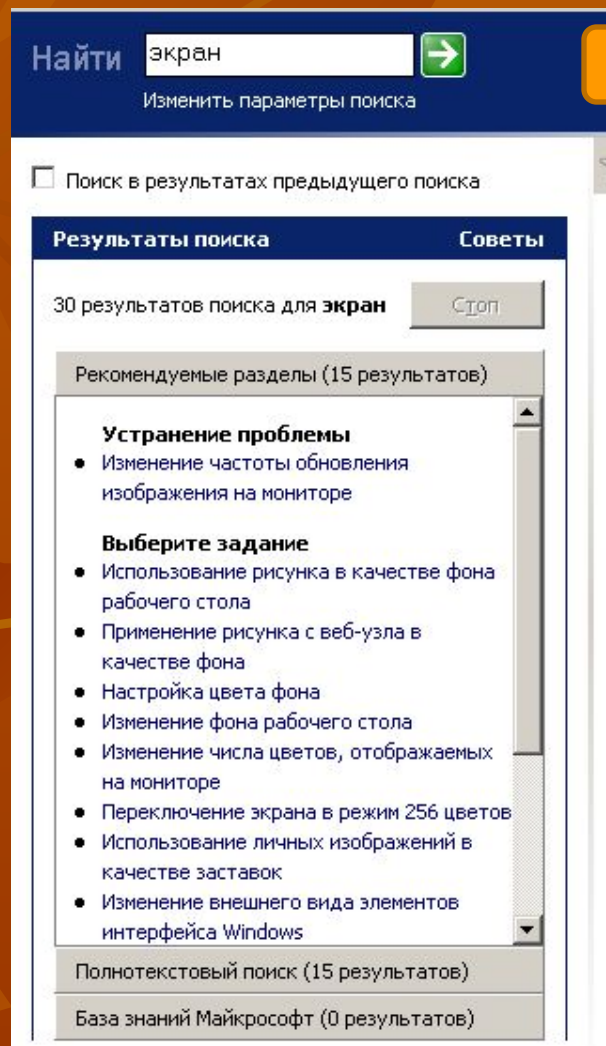 Найти экран
Изменить параметры поиска
Поиск в результатах предыдущего поиска
Результаты поиска Советы
30 результатов поиска для экран Стоп
Рекомендуемые разделы (15 результатов)
Устранение проблемы
• Изменение частоты обновления
изображения на мониторе
Выберите задание
• Использование рисунка в качестве фона
рабочего стола
• Применение рисунка с веб-узла в
качестве фона
• Настройка цвета фона
• Изменение фона рабочего стола
• Изменение числа цветов, отображаемых
на мониторе
• Переключение экрана в режим 256 цветов
• Использование личных изображений в
качестве заставок
• Изменение внешнего вида элементов
интерфейса Windows
Полнотекстовый поиск (15 результатов)
База знаний Майкрософт (0 результатов)